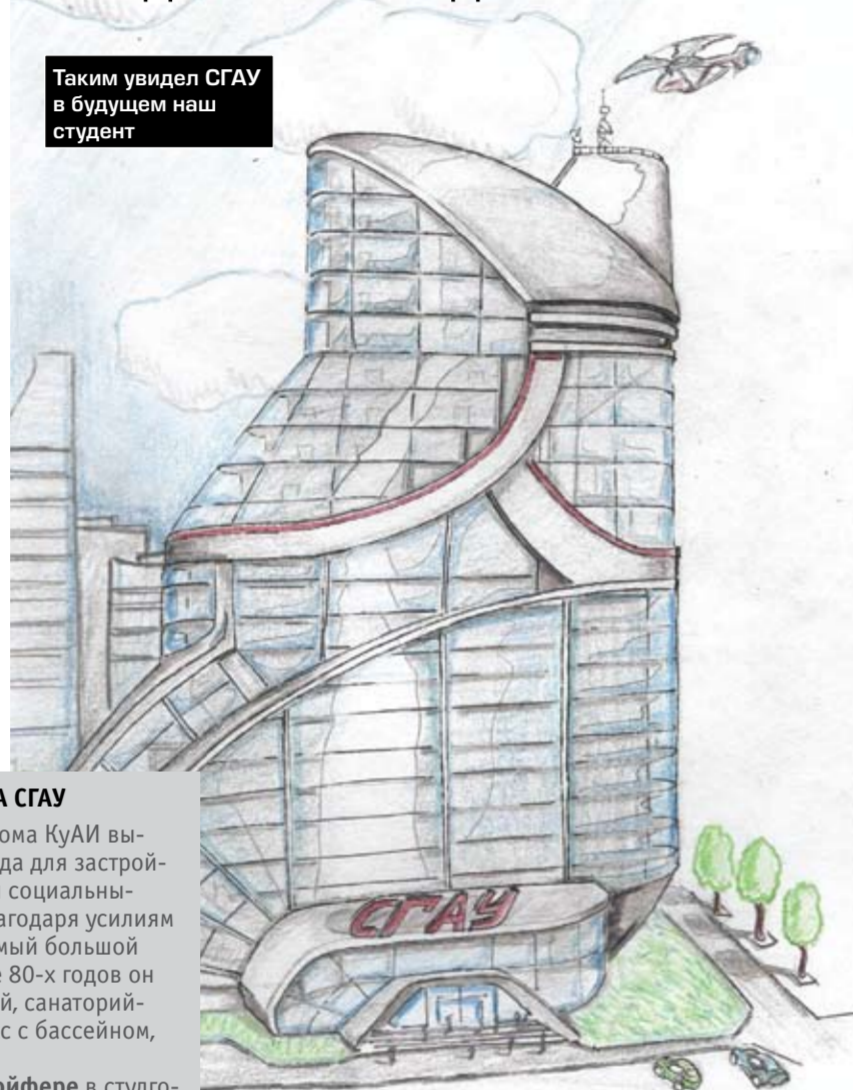 Таким увидел СГАУ
в будущем наш
студент
СГАУ
А СГАУ
ома КуАИ вы-
да для застрой-
социальны-
агодаря усилиям
мый большой
е 80-х годов он
й, санаторий-
с с бассейном,
йфере в студго-